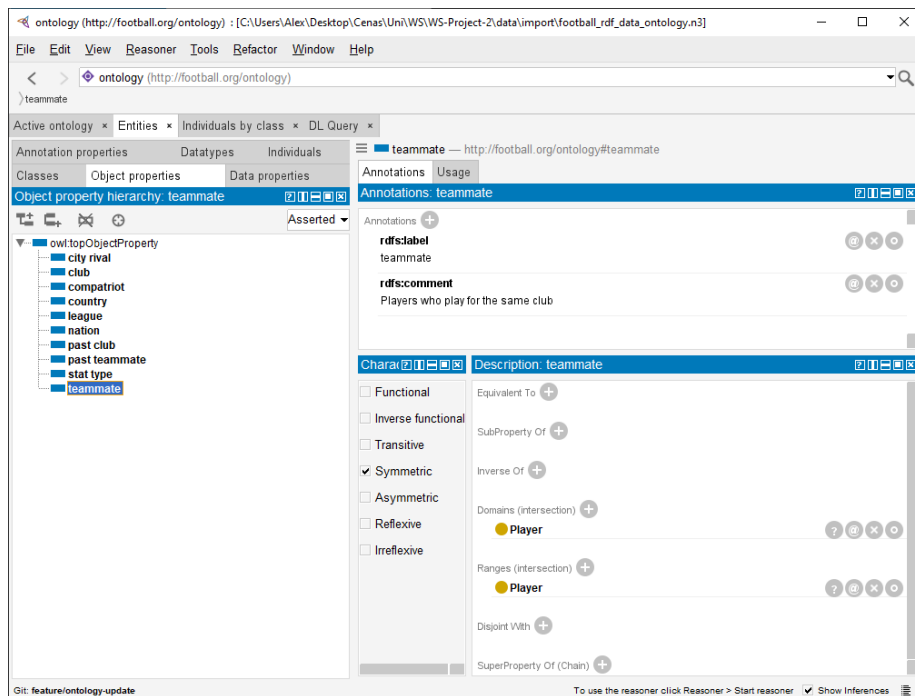 ontology (http://football.org/ontology) : [C:\Users\Alex\Desktop\Cenas\Uni\WS\WS-Project-2\data\import\football_rdf_data_ontology.n3]
File Edit View Reasoner Tools Refactor Window Help
ontology (http://football.org/ontology)
teammate
Active ontology × Entities × Individuals by class × DL Query ×
Annotation properties Datatypes Individuals
Classes Object properties Data properties
Object property hierarchy: teammate
Asserted
owl:topObjectProperty
city rival
club
compatriot
country
league
nation
past club
past teammate
stat type
teammate
teammate — http://football.org/ontology#teammate
Annotations Usage
Annotations: teammate
Annotations
rdfs:label
teammate
rdfs:comment
Players who play for the same club
Charac
Functional
Inverse functional
Transitive
Symmetric
Asymmetric
Reflexive
Irreflexive
Description: teammate
Equivalent To
SubProperty Of
Inverse Of
Domains (intersection)
Player
Ranges (intersection)
Player
Disjoint With
SuperProperty Of (Chain)
Git: feature/ontology-update
To use the reasoner click Reasoner > Start reasoner Show Inferences